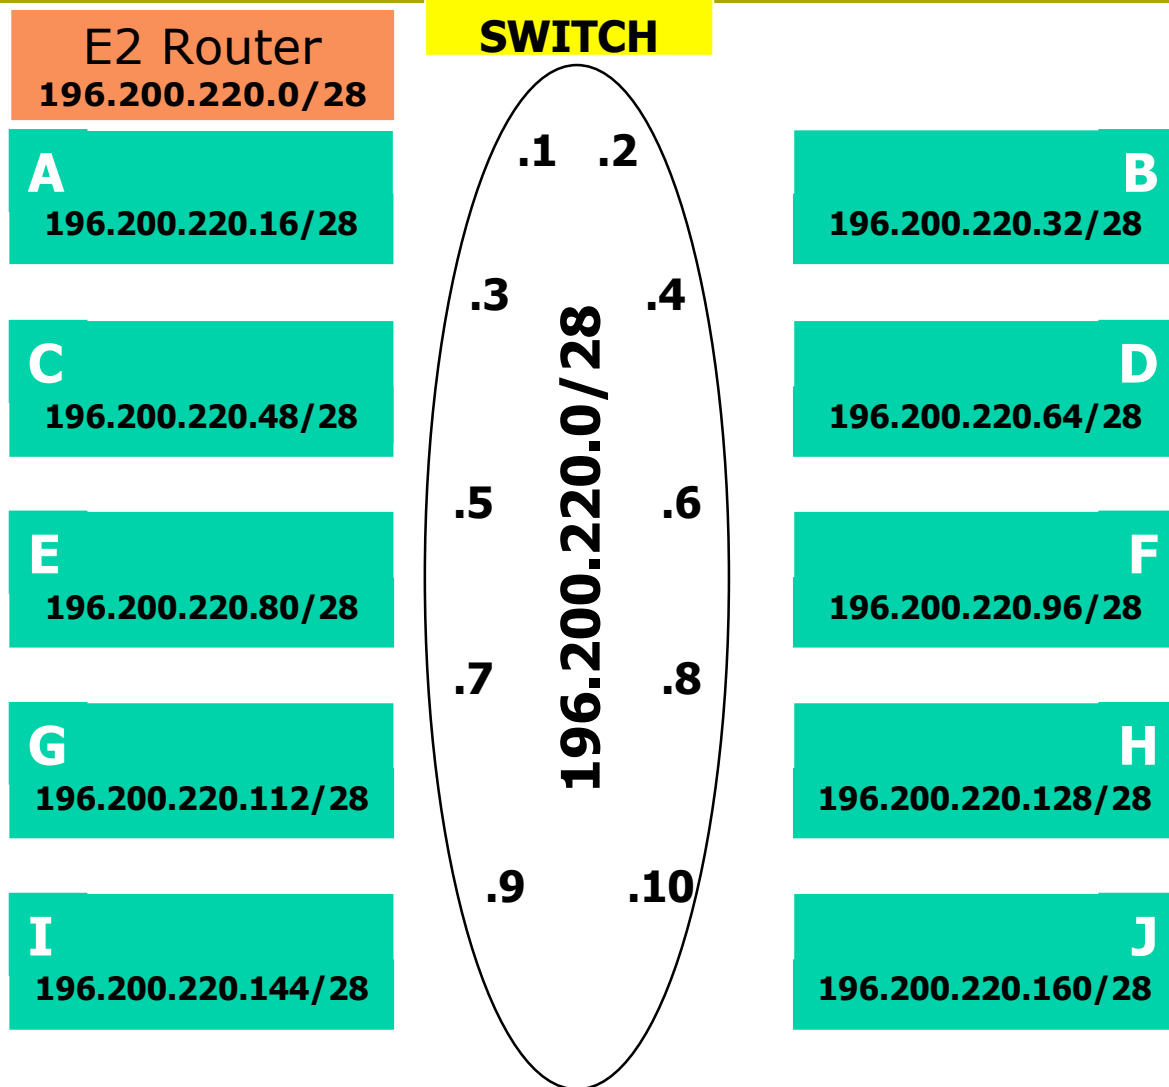 SWITCH
E2 Router
196.200.220.0/28
.1 .2
A
B
196.200.220.16/28
196.200.220.32/28
.3 .4
196.200.220.0/28
C
D
196.200.220.48/28
196.200.220.64/28
.5 .6
E
F
196.200.220.80/28
196.200.220.96/28
.7 .8
G
H
196.200.220.112/28
196.200.220.128/28
.9 .10
I
J
196.200.220.144/28
196.200.220.160/28